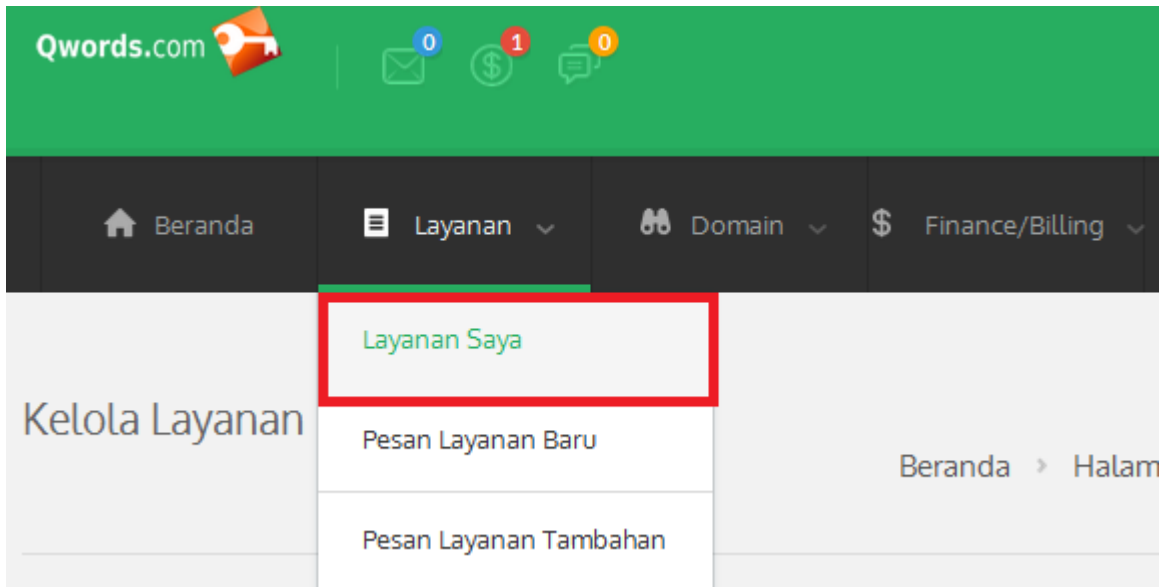 Qwords.com
0
1
0
Beranda
Layanan
Domain
$ Finance/Billing
Layanan Saya
Kelola Layanan
Pesan Layanan Baru
Beranda > Halam
Pesan Layanan Tambahan